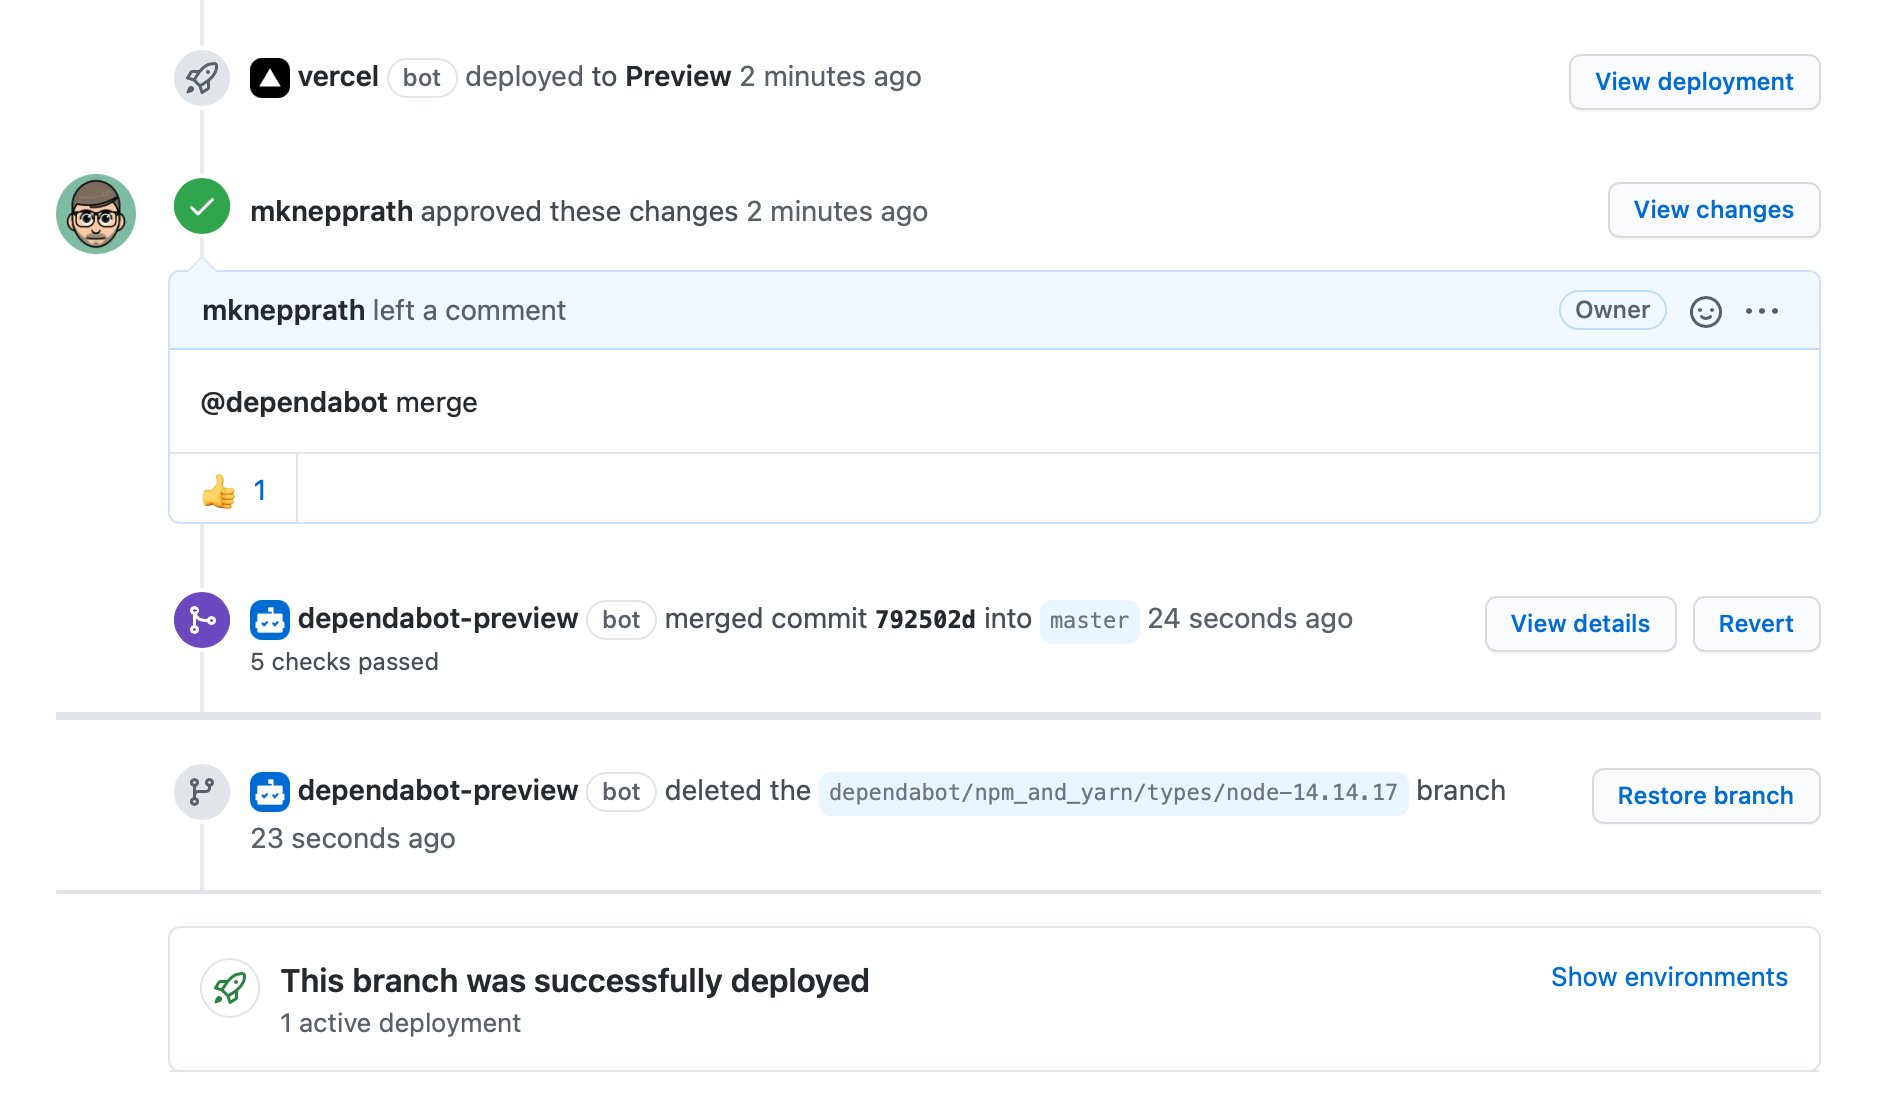 vercel bot deployed to Preview 2 minutes ago
View deployment
mknepprath approved these changes 2 minutes ago
View changes
mknepprath left a comment
Owner
@dependabot merge
👍 1
dependabot-preview bot merged commit 792502d into master 24 seconds ago
View details
Revert
5 checks passed
dependabot-preview bot deleted the dependabot/npm_and_yarn/types/node-14.14.17 branch
Restore branch
23 seconds ago
This branch was successfully deployed
Show environments
1 active deployment